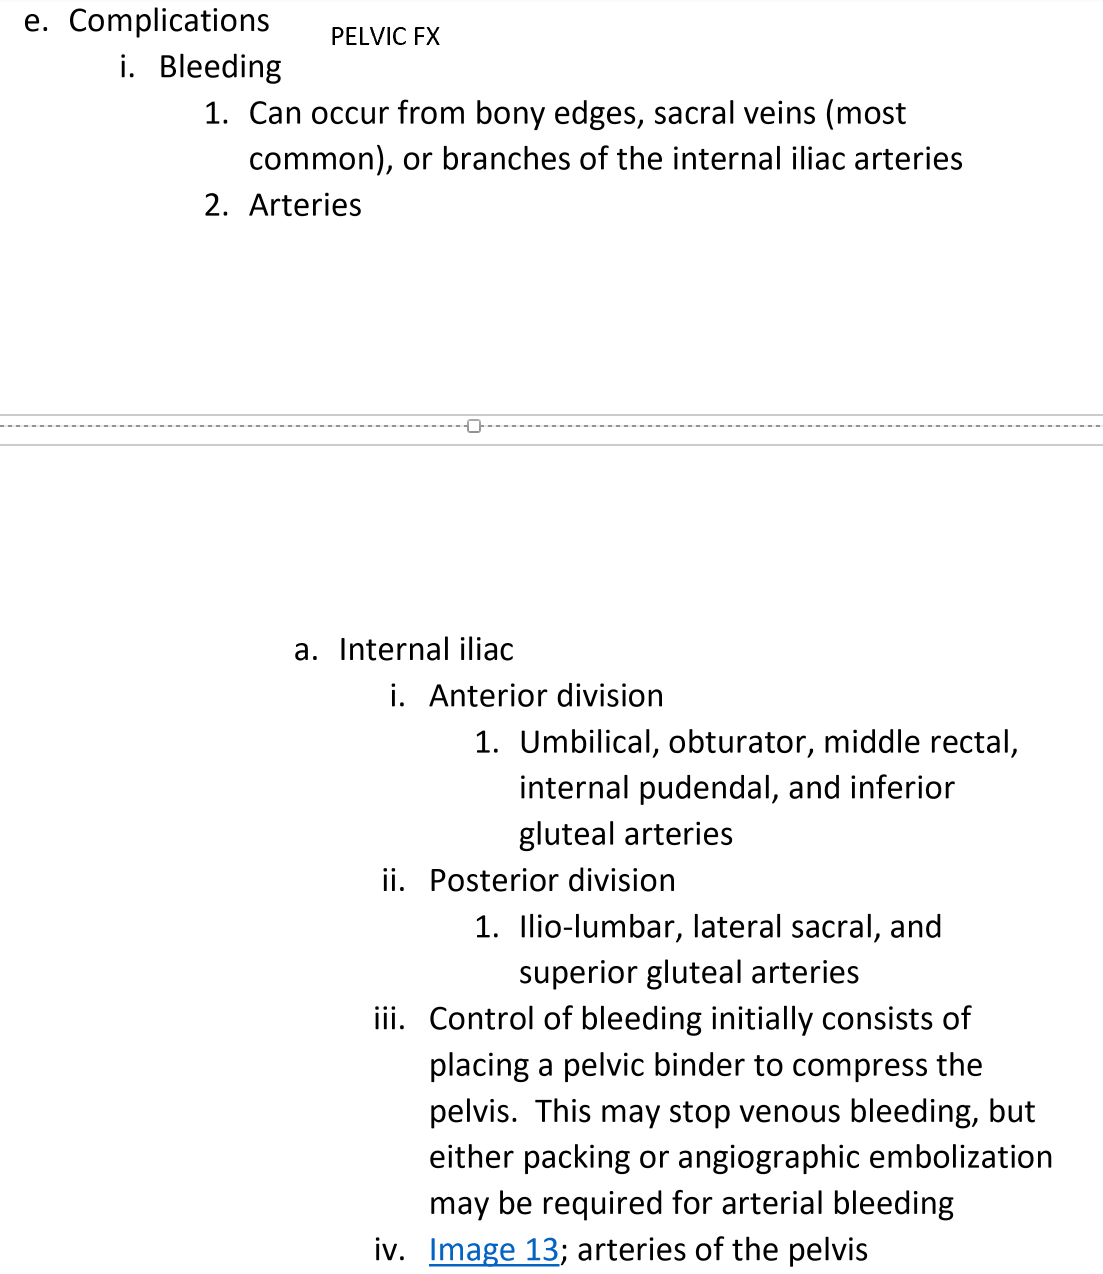 e. Complications
PELVIC FX
i. Bleeding
1. Can occur from bony edges, sacral veins (most
common), or branches of the internal iliac arteries
2. Arteries
a. Internal iliac
i. Anterior division
1. Umbilical, obturator, middle rectal,
internal pudendal, and inferior
gluteal arteries
ii. Posterior division
1. Ilio-lumbar, lateral sacral, and
superior gluteal arteries
iii. Control of bleeding initially consists of
placing a pelvic binder to compress the
pelvis.  This may stop venous bleeding, but
either packing or angiographic embolization
may be required for arterial bleeding
iv. Image 13; arteries of the pelvis